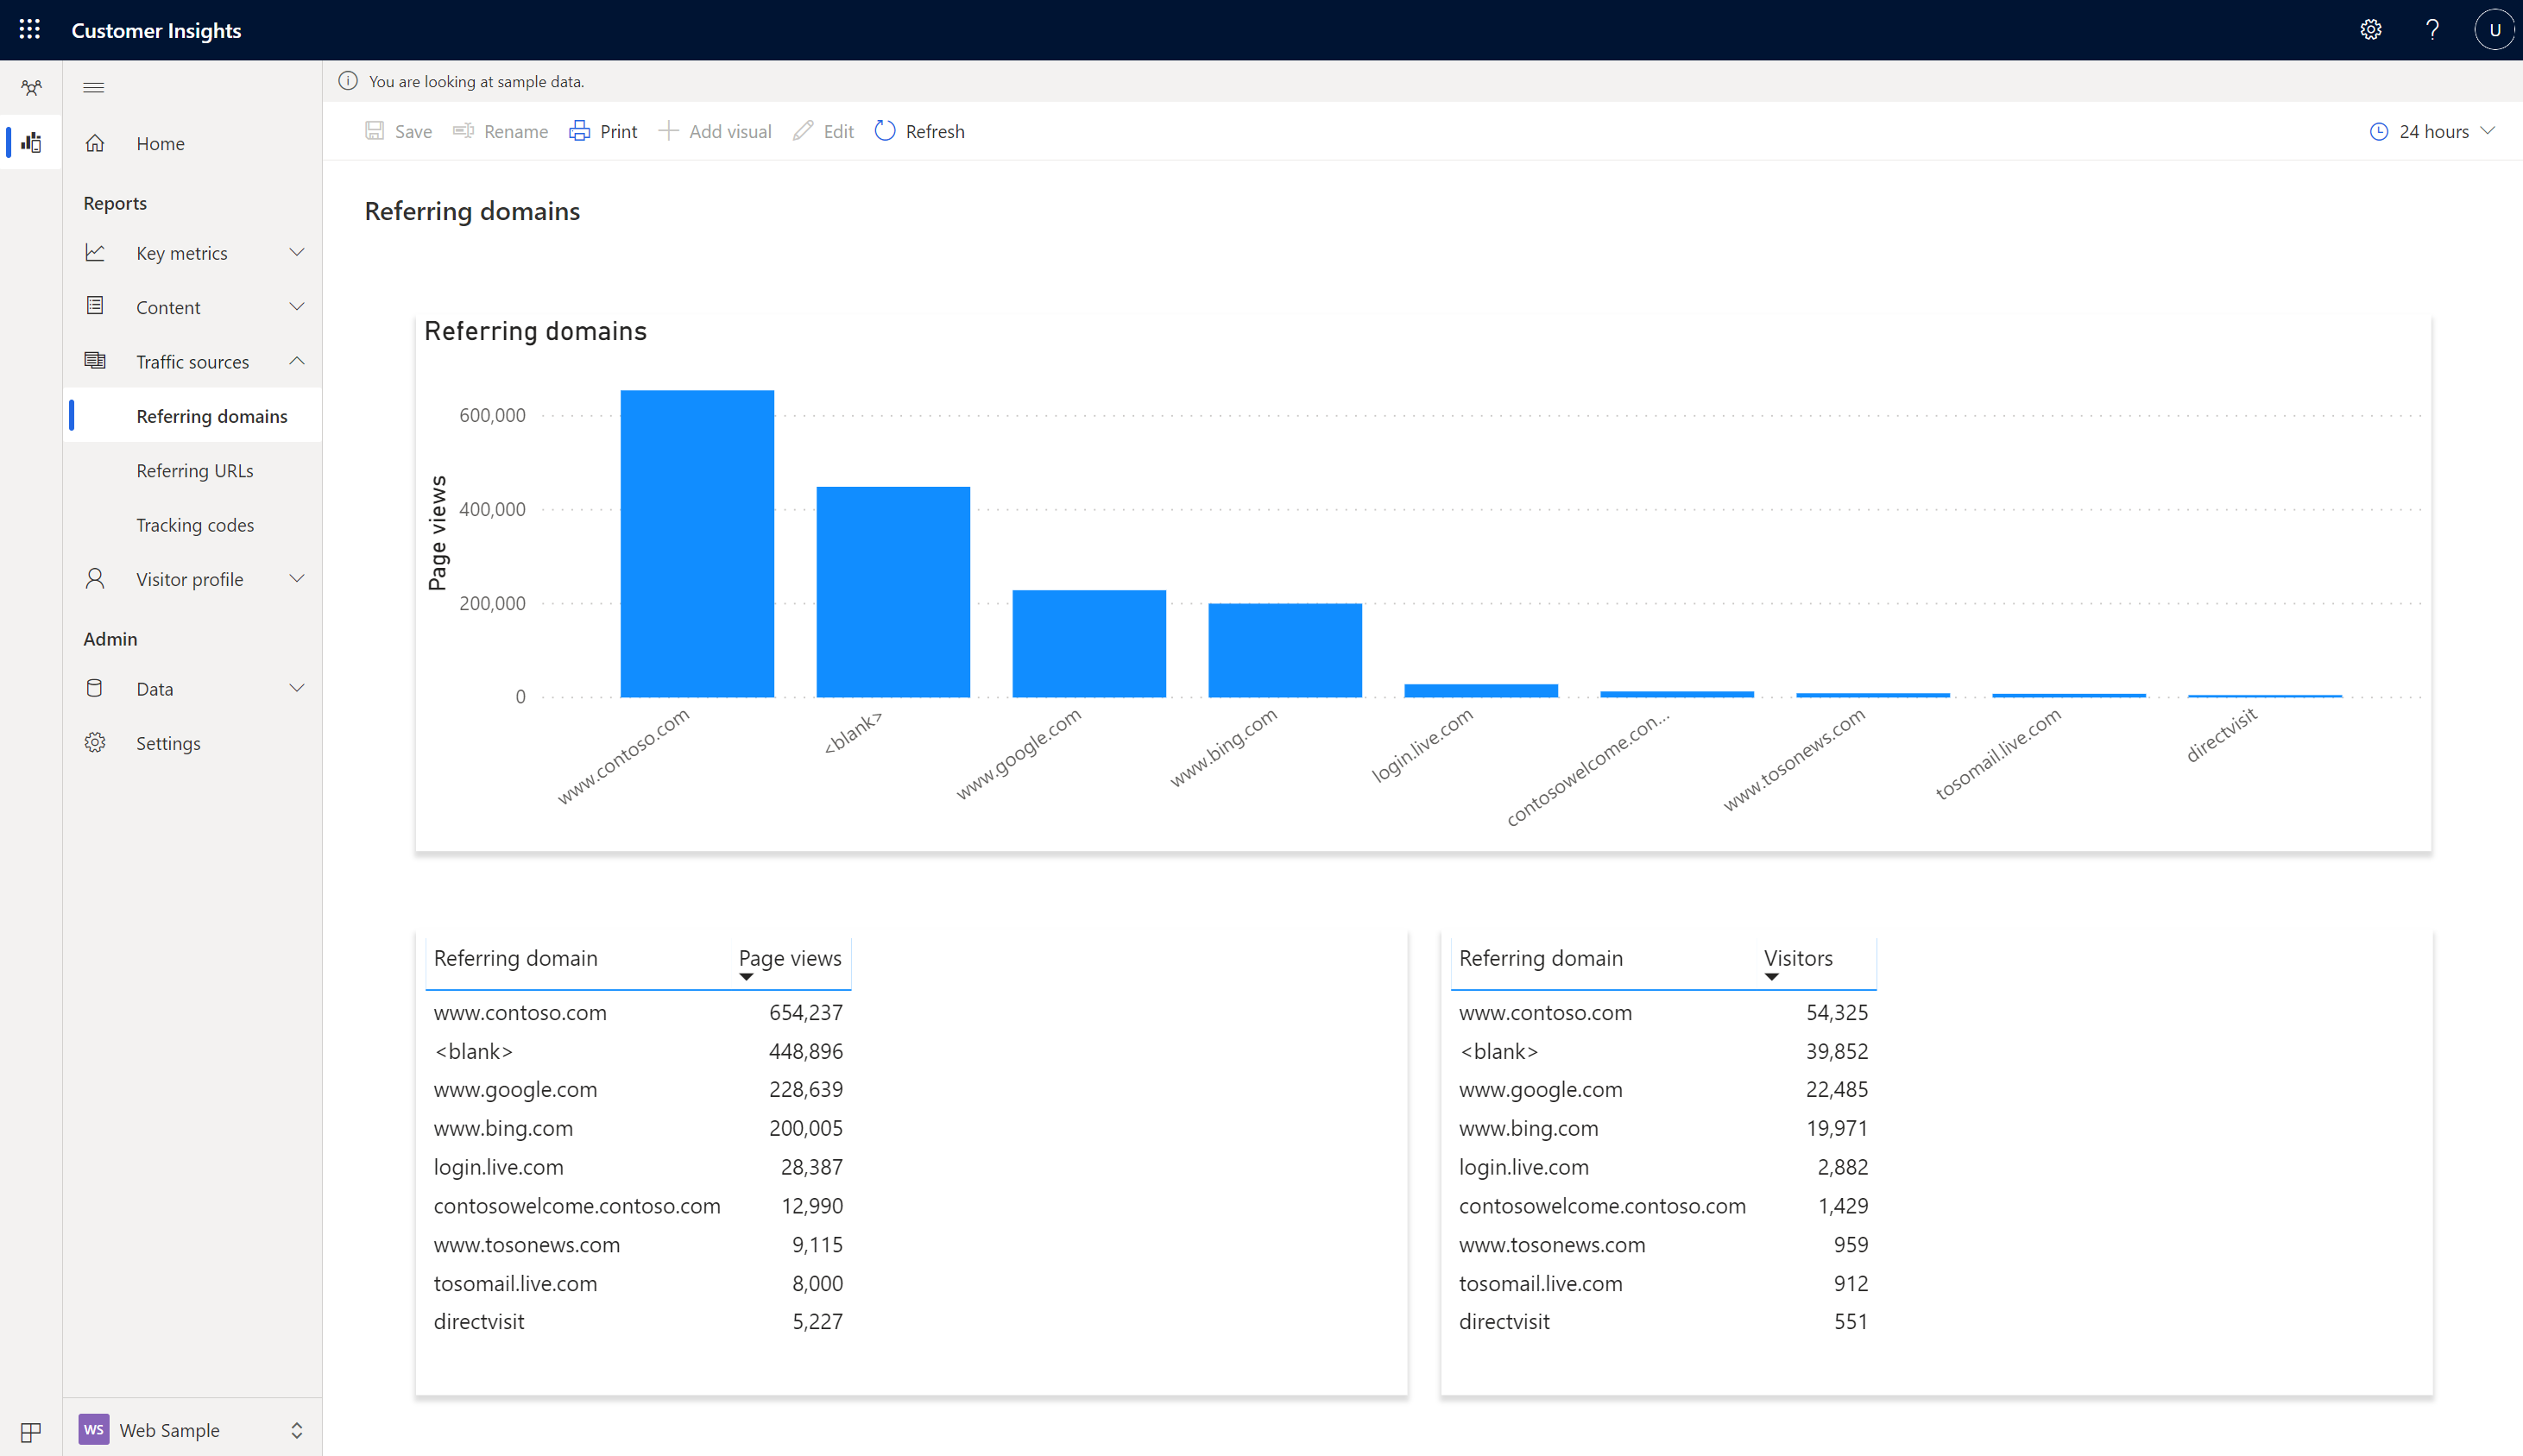 Customer Insights
U
You are looking at sample data.
Save Rename Print Add visual Edit Refresh 24 hours
Home
Reports
Key metrics
Content
Traffic sources
Referring domains
Referring URLs
Tracking codes
Visitor profile
Admin
Data
Settings
WS Web Sample
Referring domains
Referring domains
Page views
600,000
400,000
200,000
0
www.contoso.com
<blank>
www.google.com
www.bing.com
login.live.com
contosowelcome.con...
www.tosonews.com
tosomail.live.com
directvisit
Referring domain Page views
www.contoso.com 654,237
<blank> 448,896
www.google.com 228,639
www.bing.com 200,005
login.live.com 28,387
contosowelcome.contoso.com 12,990
www.tosonews.com 9,115
tosomail.live.com 8,000
directvisit 5,227
Referring domain Visitors
www.contoso.com 54,325
<blank> 39,852
www.google.com 22,485
www.bing.com 19,971
login.live.com 2,882
contosowelcome.contoso.com 1,429
www.tosonews.com 959
tosomail.live.com 912
directvisit 551